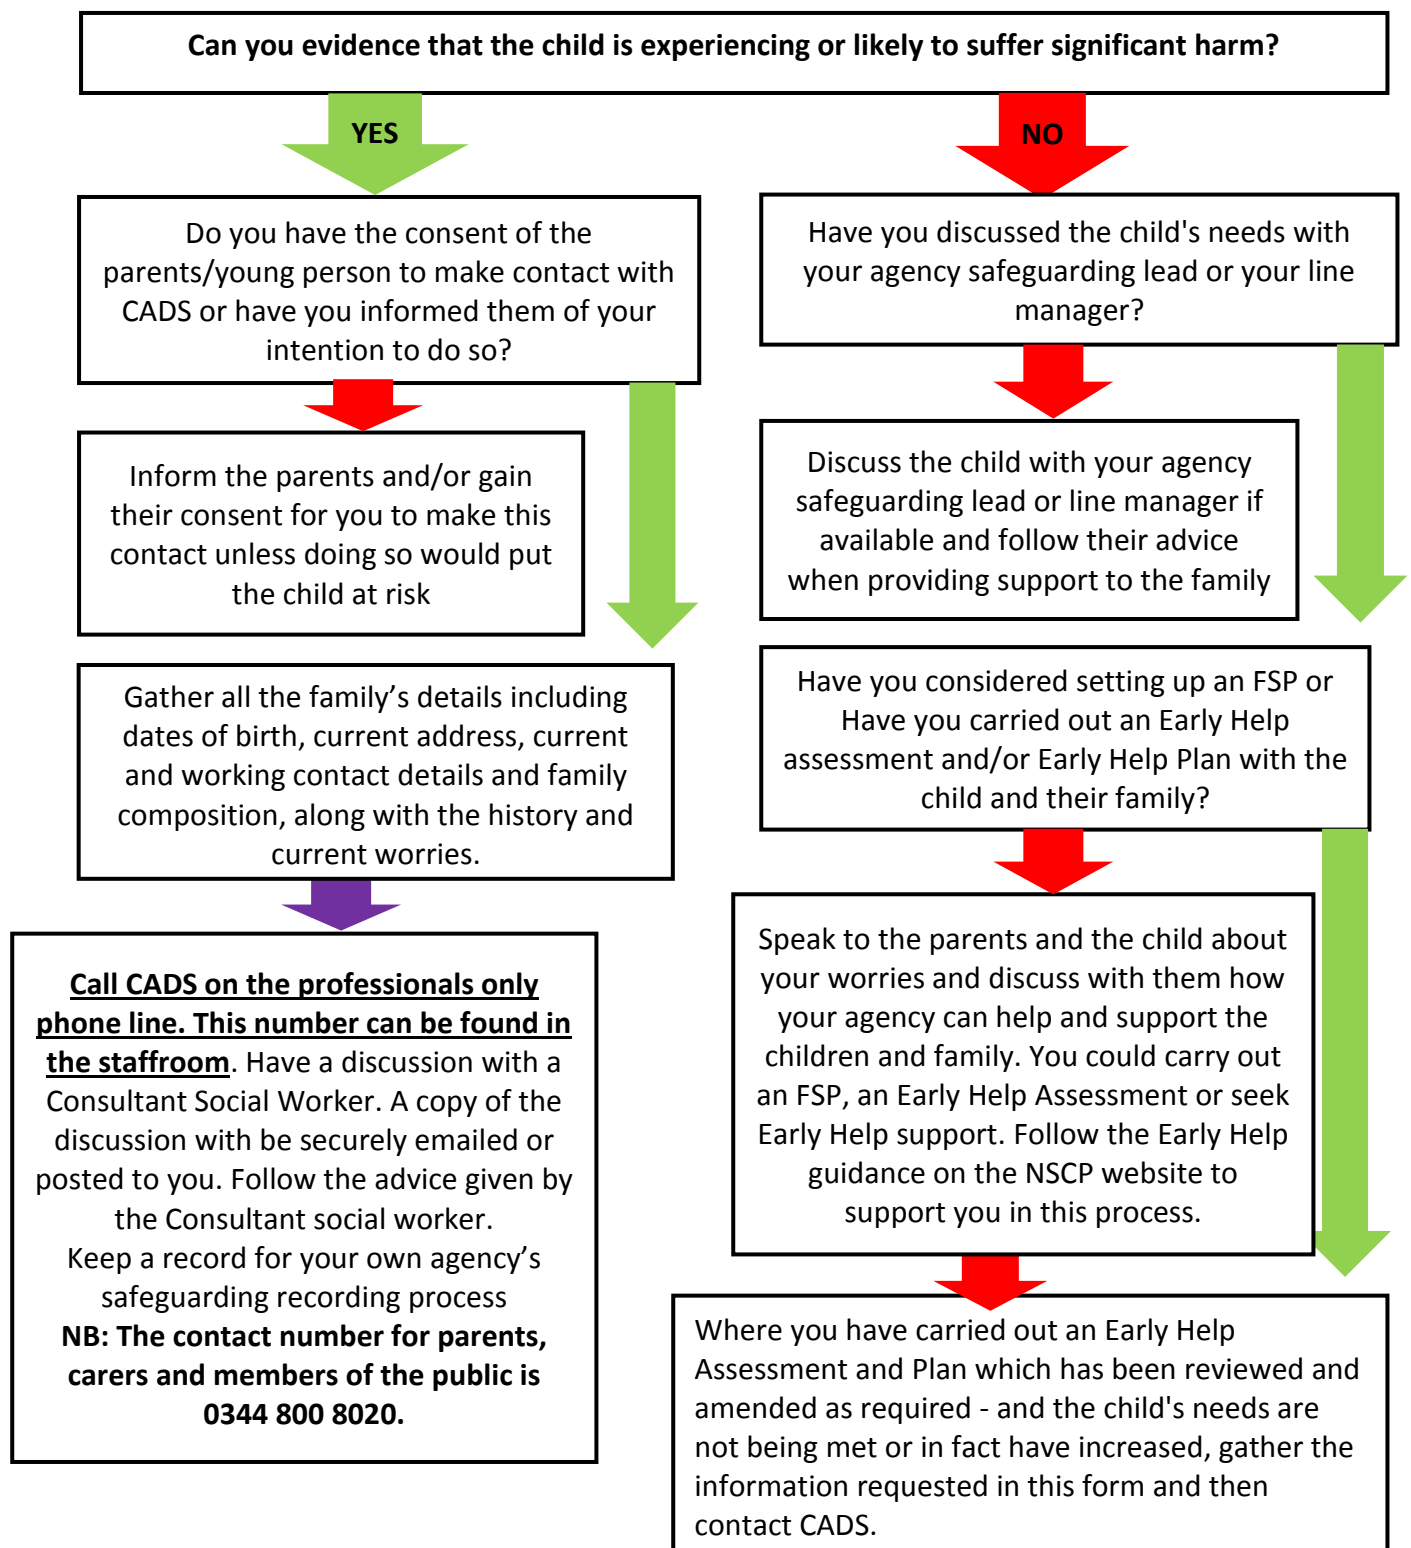 Can you evidence that the child is experiencing or likely to suffer significant harm?
YES
NO
Do you have the consent of the
parents/young person to make contact with
CADS or have you informed them of your
intention to do so?
Have you discussed the child's needs with
your agency safeguarding lead or your line
manager?
Inform the parents and/or gain
their consent for you to make this
contact unless doing so would put
the child at risk
Discuss the child with your agency
safeguarding lead or line manager if
available and follow their advice
when providing support to the family
Gather all the family’s details including
dates of birth, current address, current
and working contact details and family
composition, along with the history and
current worries.
Have you considered setting up an FSP or
Have you carried out an Early Help
assessment and/or Early Help Plan with the
child and their family?
Call CADS on the professionals only
phone line. This number can be found in
the staffroom. Have a discussion with a
Consultant Social Worker. A copy of the
discussion with be securely emailed or
posted to you. Follow the advice given by
the Consultant social worker.
Keep a record for your own agency’s
safeguarding recording process
NB: The contact number for parents,
carers and members of the public is
0344 800 8020.
Speak to the parents and the child about
your worries and discuss with them how
your agency can help and support the
children and family. You could carry out
an FSP, an Early Help Assessment or seek
Early Help support. Follow the Early Help
guidance on the NSCP website to
support you in this process.
Where you have carried out an Early Help
Assessment and Plan which has been reviewed and
amended as required - and the child's needs are
not being met or in fact have increased, gather the
information requested in this form and then
contact CADS.